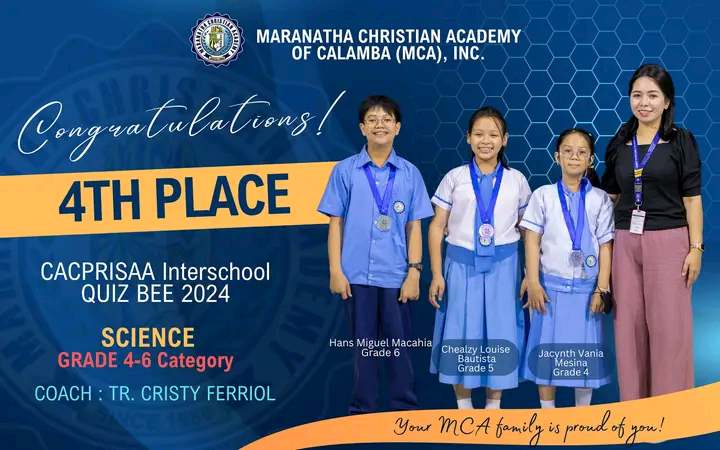 MARANATHA CHRISTIAN ACADEMY
OF CALAMBA (MCA), INC.
Congratulations!
4TH PLACE
CACPRISAA Interschool
QUIZ BEE 2024
SCIENCE
GRADE 4-6 Category
COACH : TR. CRISTY FERRIOL
Hans Miguel Macahia
Grade 6
Chealzy Louise
Bautista
Grade 5
Jacynth Vania
Mesina
Grade 4
Your MCA family is proud of you!